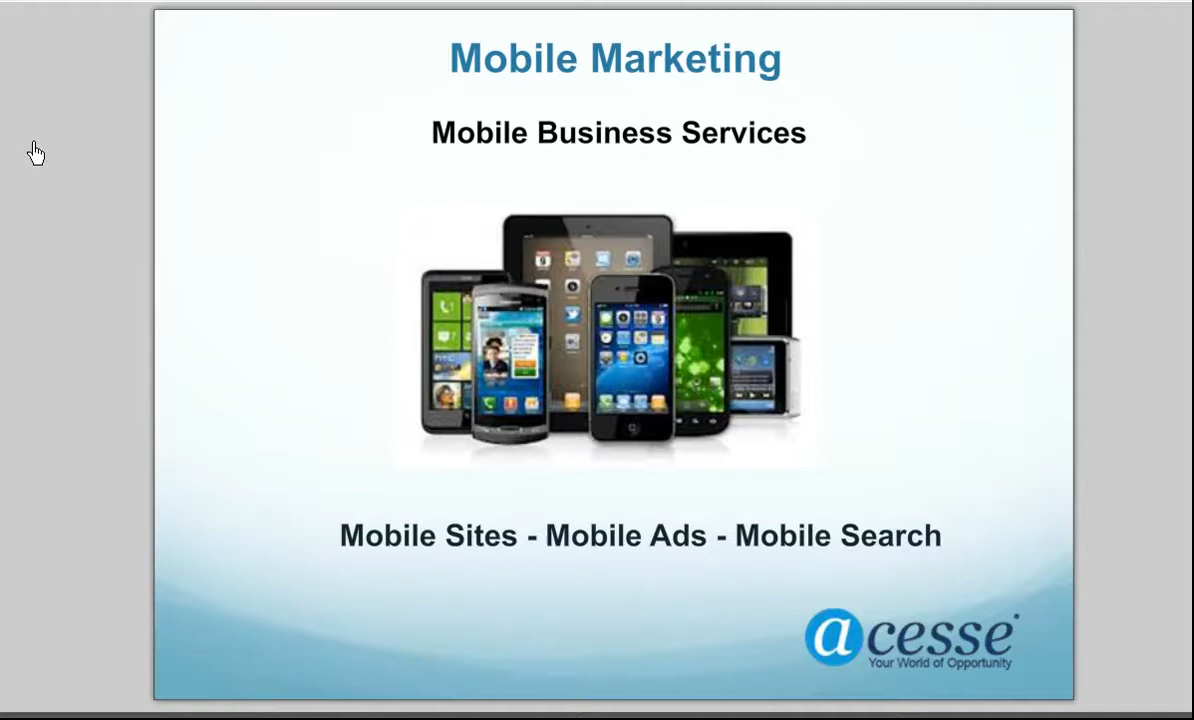 Mobile Marketing
Mobile Business Services
Mobile Sites - Mobile Ads - Mobile Search
acesse
Your World of Opportunity